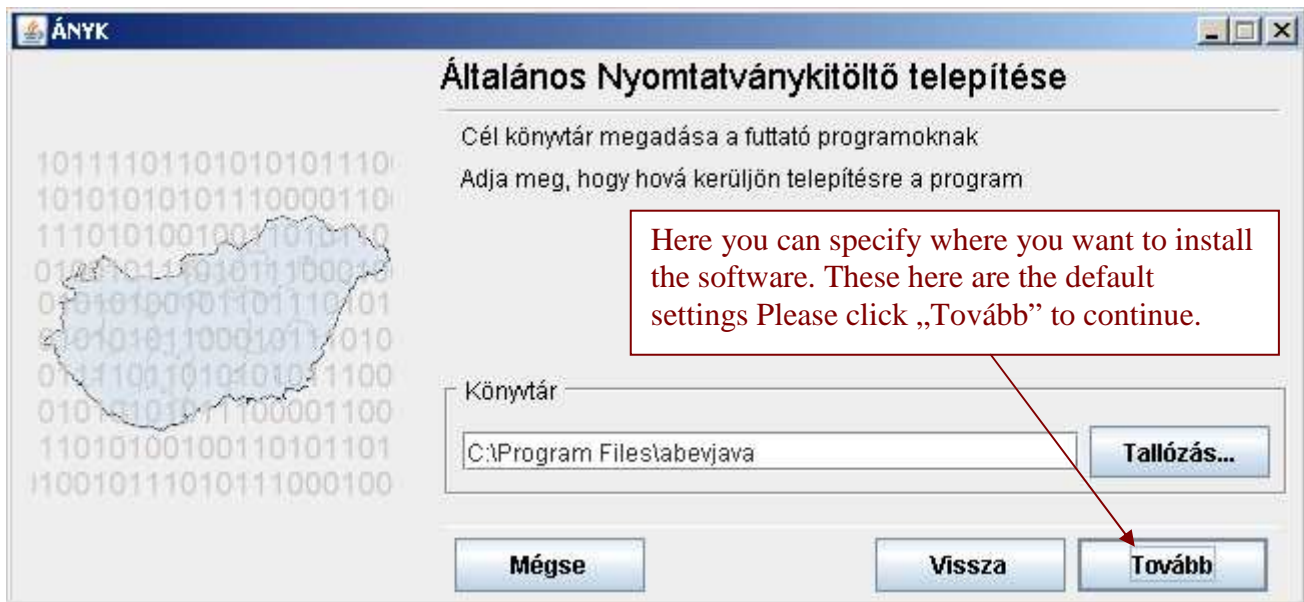 ÁNYK
Általános Nyomtatványkitöltő telepítése
Cél könyvtár megadása a futtató programoknak
Adja meg, hogy hová kerüljön telepítésre a program
Here you can specify where you want to install
the software. These here are the default
settings Please click „Tovább” to continue.
Könyvtár
C:\Program Files\abevjava
Tallózás...
Mégse
Vissza
Tovább